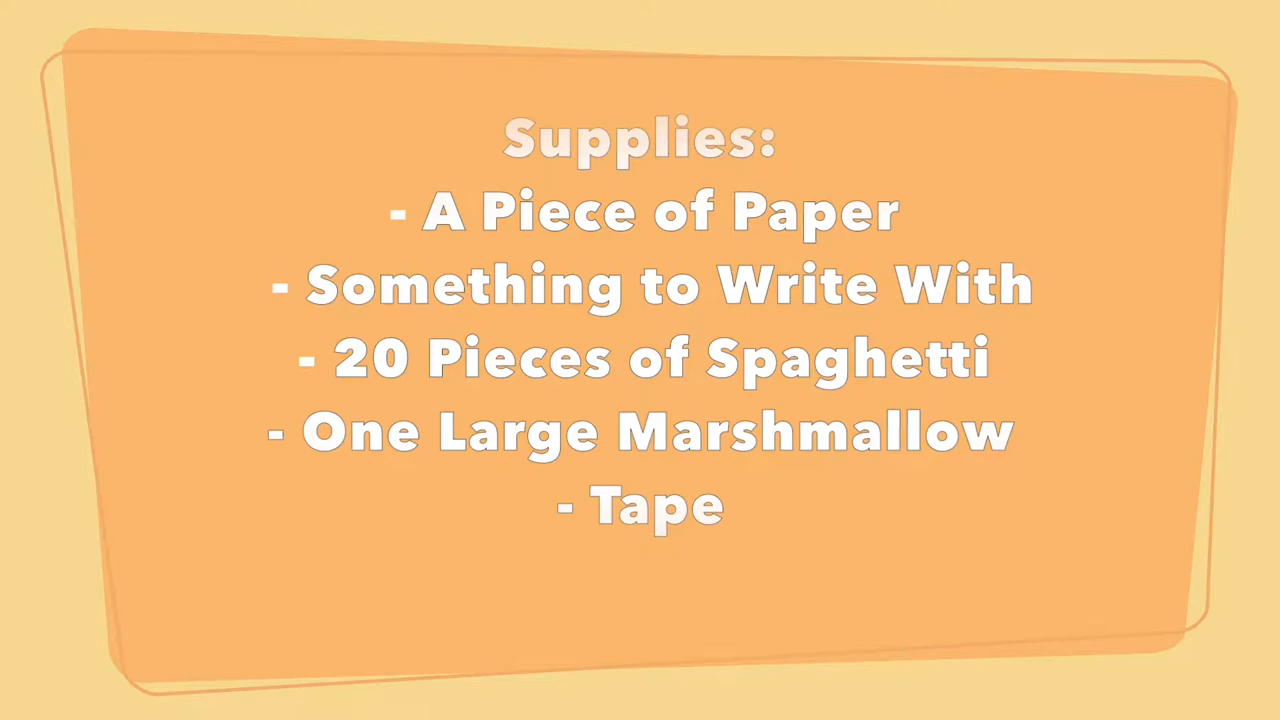 Supplies:
- A Piece of Paper
- Something to Write With
- 20 Pieces of Spaghetti
- One Large Marshmallow
- Tape